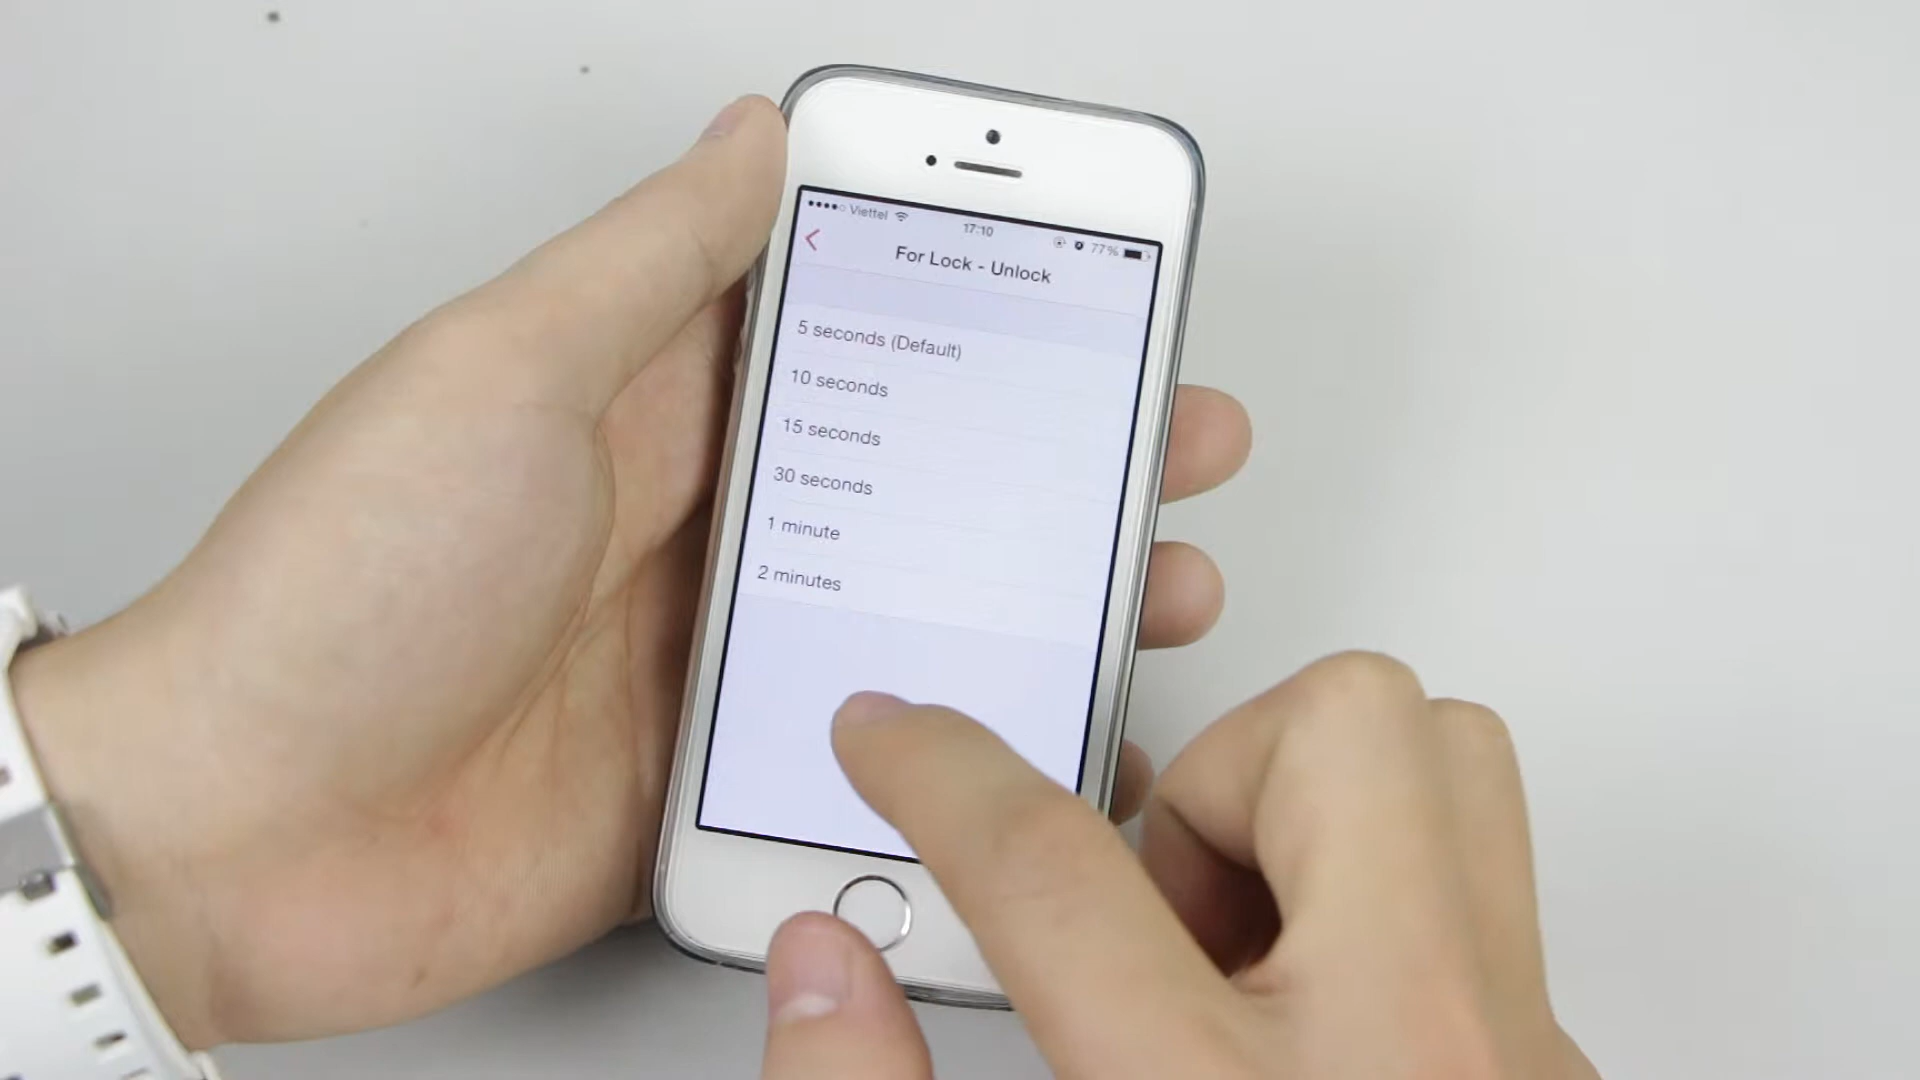 Viettel
17:10
77%
For Lock - Unlock
5 seconds (Default)
10 seconds
15 seconds
30 seconds
1 minute
2 minutes